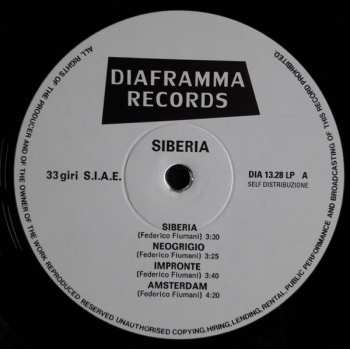 DIAFRAMMA
RECORDS
SIBERIA
33 giri S.I.A.E.
DIA 13.28 LP A
SELF DISTRIBUZIONE
SIBERIA
(Federico Fiumani) 3:30
NEOGRIGIO
(Federico Fiumani) 3:25
IMPRONTE
(Federico Fiumani) 3:40
AMSTERDAM
(Federico Fiumani) 4:20
ALL RIGHTS OF THE PRODUCER AND OF THE OWNER OF THE WORK REPRODUCED RESERVED UNAUTHORISED COPYING, HIRING, LENDING, RENTAL PUBLIC PERFORMANCE AND BROADCASTING OF THIS RECORD PROHIBITED.